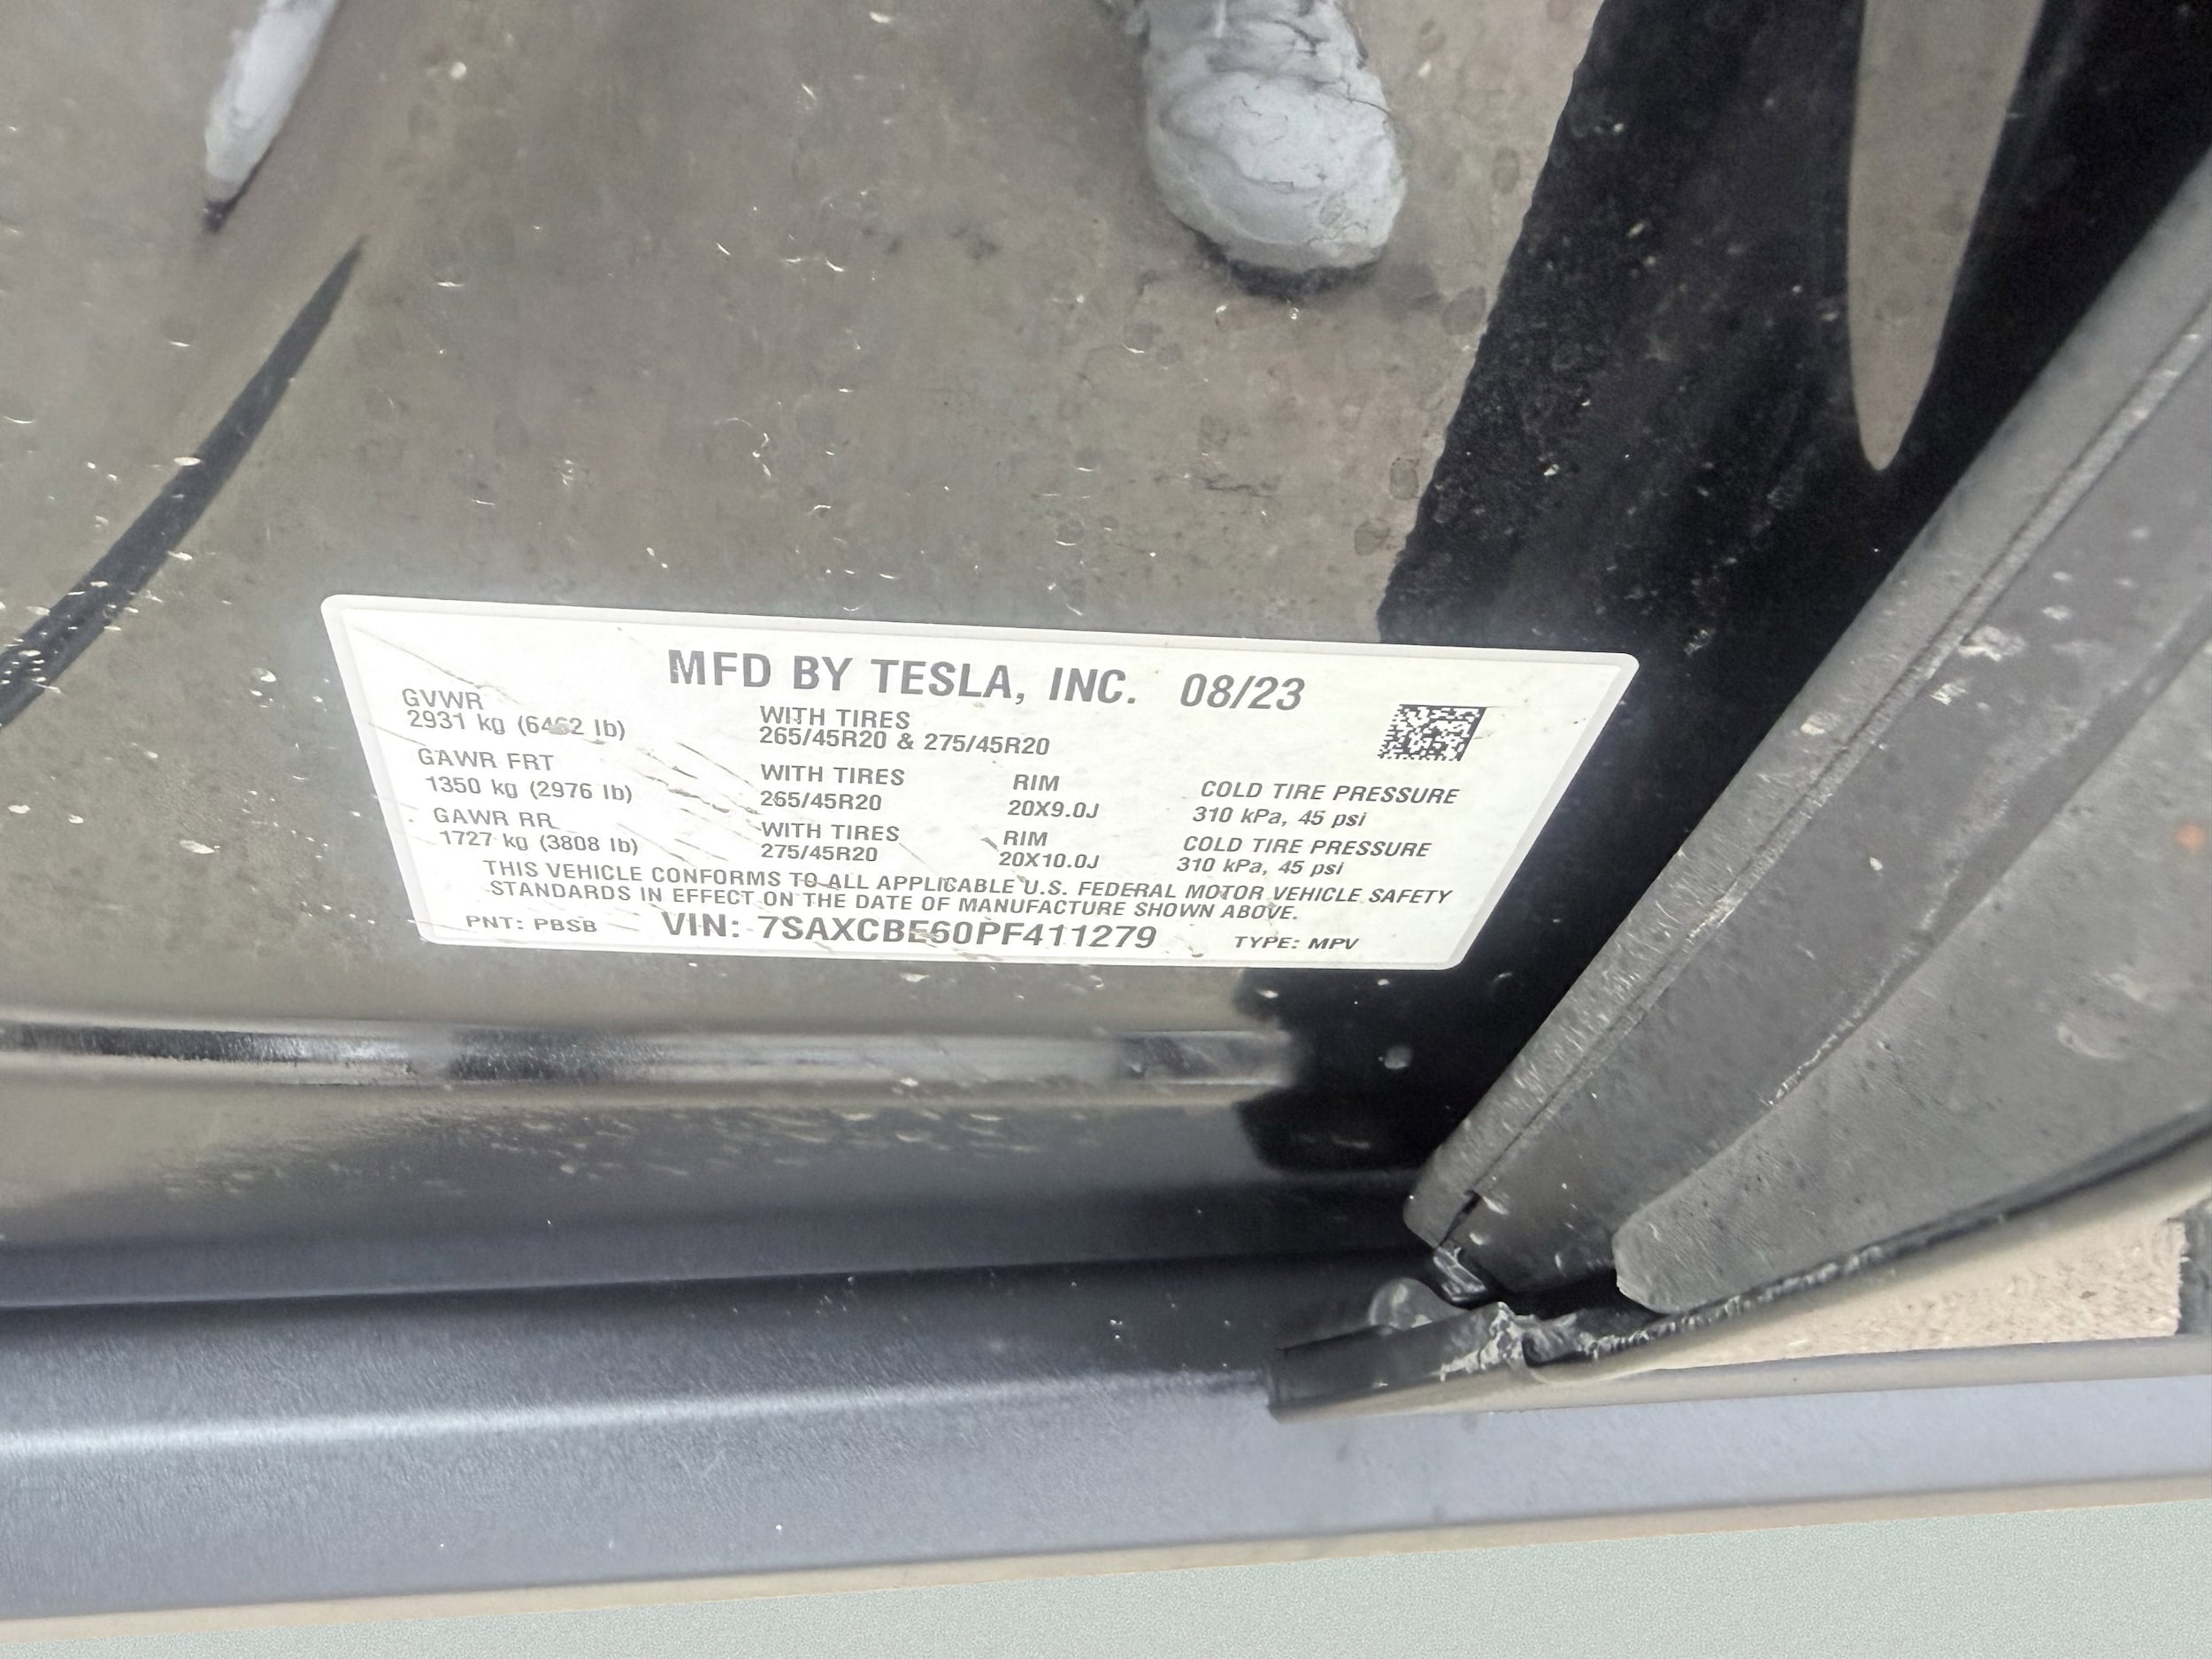 MFD BY TESLA, INC. 08/23
GVWR
2931 kg (6462 lb)
WITH TIRES
265/45R20 & 275/45R20
GAWR FRT
1350 kg (2976 lb)
WITH TIRES
265/45R20
RIM
20X9.0J
COLD TIRE PRESSURE
310 kPa, 45 psi
GAWR RR
1727 kg (3808 lb)
WITH TIRES
275/45R20
RIM
20X10.0J
COLD TIRE PRESSURE
310 kPa, 45 psi
THIS VEHICLE CONFORMS TO ALL APPLICABLE U.S. FEDERAL MOTOR VEHICLE SAFETY
STANDARDS IN EFFECT ON THE DATE OF MANUFACTURE SHOWN ABOVE.
PNT: PBSB VIN: 7SAXCBE60PF411279 TYPE: MPV